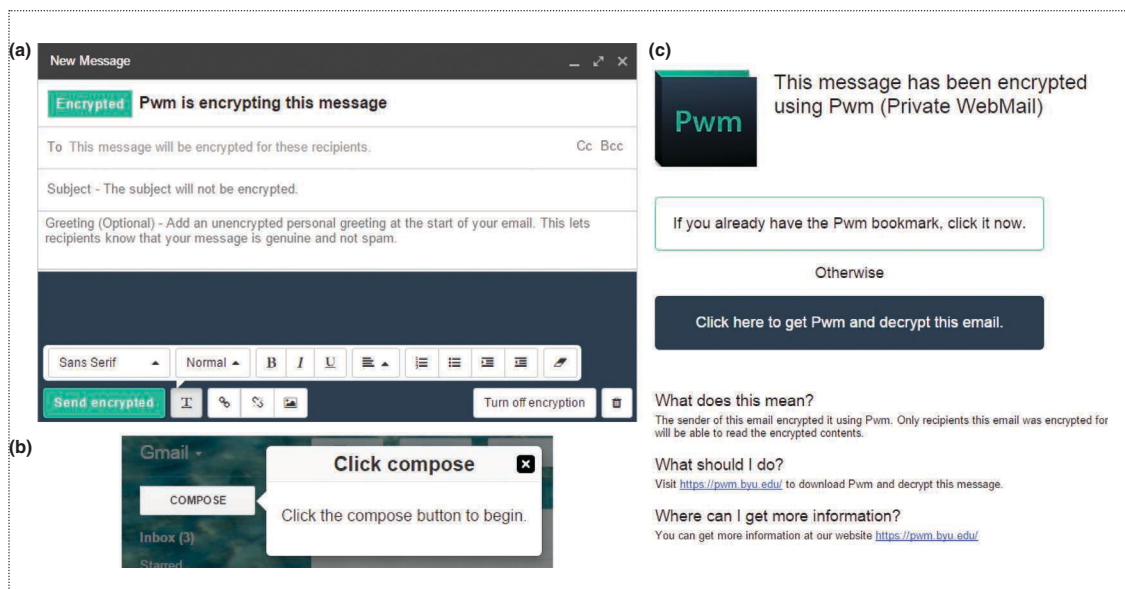 (a)
New Message
Encrypted Pwm is encrypting this message
To This message will be encrypted for these recipients. Cc Bcc
Subject - The subject will not be encrypted.
Greeting (Optional) - Add an unencrypted personal greeting at the start of your email. This lets
recipients know that your message is genuine and not spam.
Sans Serif Normal B I U
Send encrypted T Turn off encryption
(b)
Gmail
COMPOSE
Inbox (3)
Starred
Click compose
Click the compose button to begin.
(c)
Pwm
This message has been encrypted
using Pwm (Private WebMail)
If you already have the Pwm bookmark, click it now.
Otherwise
Click here to get Pwm and decrypt this email.
What does this mean?
The sender of this email encrypted it using Pwm. Only recipients this email was encrypted for
will be able to read the encrypted contents.
What should I do?
Visit https://pwm.byu.edu/ to download Pwm and decrypt this message.
Where can I get more information?
You can get more information at our website https://pwm.byu.edu/